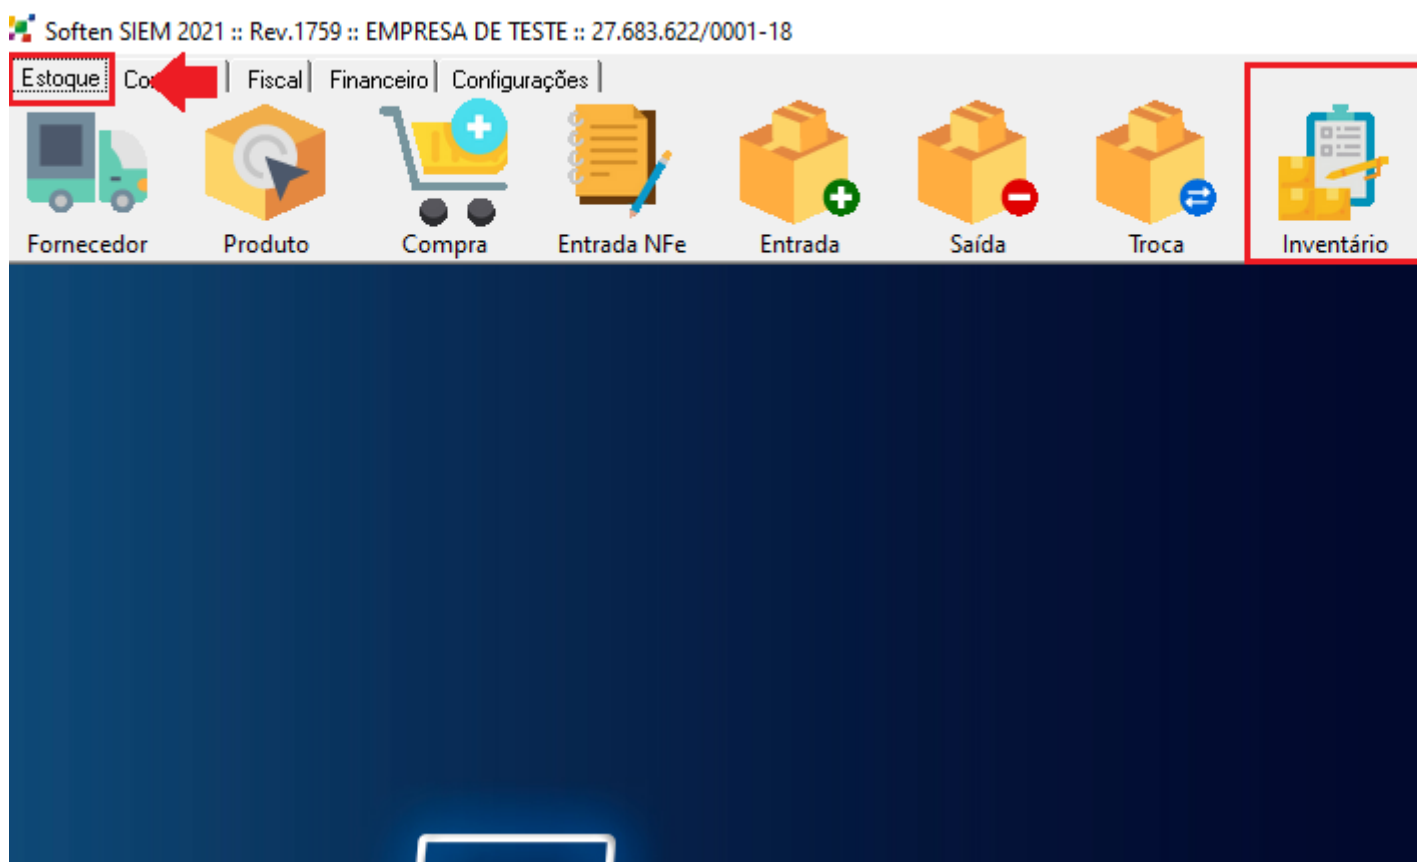 Soften SIEM 2021 :: Rev.1759 :: EMPRESA DE TESTE :: 27.683.622/0001-18
Estoque Fiscal Financeiro Configurações
Fornecedor Produto Compra Entrada NFe Entrada Saída Troca Inventário